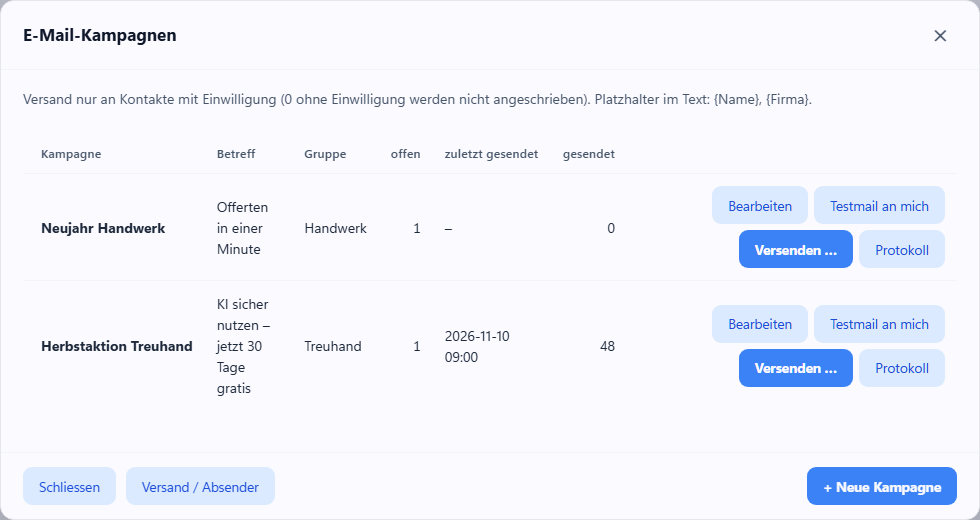 E-Mail-Kampagnen
Versand nur an Kontakte mit Einwilligung (0 ohne Einwilligung werden nicht angeschrieben). Platzhalter im Text: {Name}, {Firma}.
Kampagne Betreff Gruppe offen zuletzt gesendet gesendet
Neujahr Handwerk
Offerten
in einer
Minute
Handwerk 1 – 0
Bearbeiten Testmail an mich
Versenden ... Protokoll
Herbstaktion Treuhand
KI sicher
nutzen –
jetzt 30
Tage
gratis
Treuhand 1
2026-11-10
09:00
48
Bearbeiten Testmail an mich
Versenden ... Protokoll
Schliessen Versand / Absender + Neue Kampagne